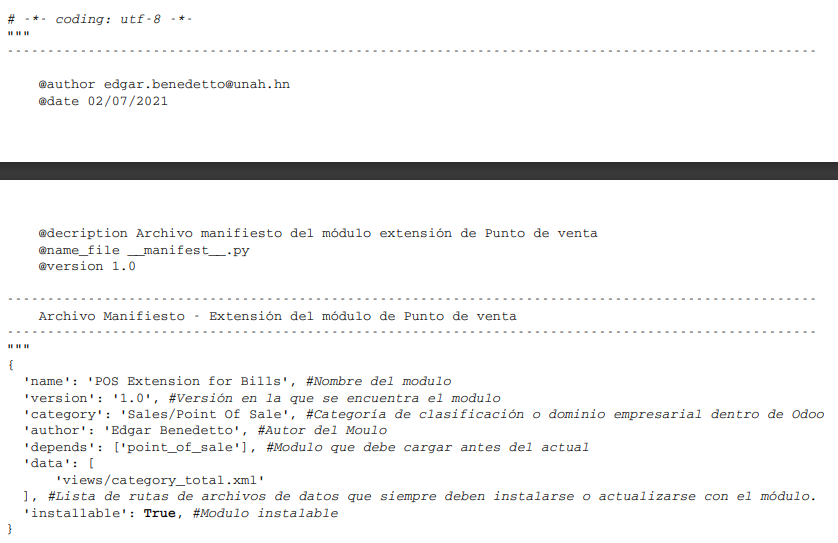 # -*- coding: utf-8 -*-
"""
-----------------------------------------------------------------------------------------------------
@author edgar.benedetto@unah.hn
@date 02/07/2021
@decription Archivo manifiesto del módulo extensión de Punto de venta
@name_file __manifest__.py
@version 1.0
-----------------------------------------------------------------------------------------------------
Archivo Manifiesto - Extensión del módulo de Punto de venta
-----------------------------------------------------------------------------------------------------
"""
{
'name': 'POS Extension for Bills', #Nombre del modulo
'version': '1.0', #Versión en la que se encuentra el modulo
'category': 'Sales/Point Of Sale', #Categoría de clasificación o dominio empresarial dentro de Odoo
'author': 'Edgar Benedetto', #Autor del Moulo
'depends': ['point_of_sale'], #Modulo que debe cargar antes del actual
'data': [
'views/category_total.xml'
], #Lista de rutas de archivos de datos que siempre deben instalarse o actualizarse con el módulo.
'installable': True, #Modulo instalable
}